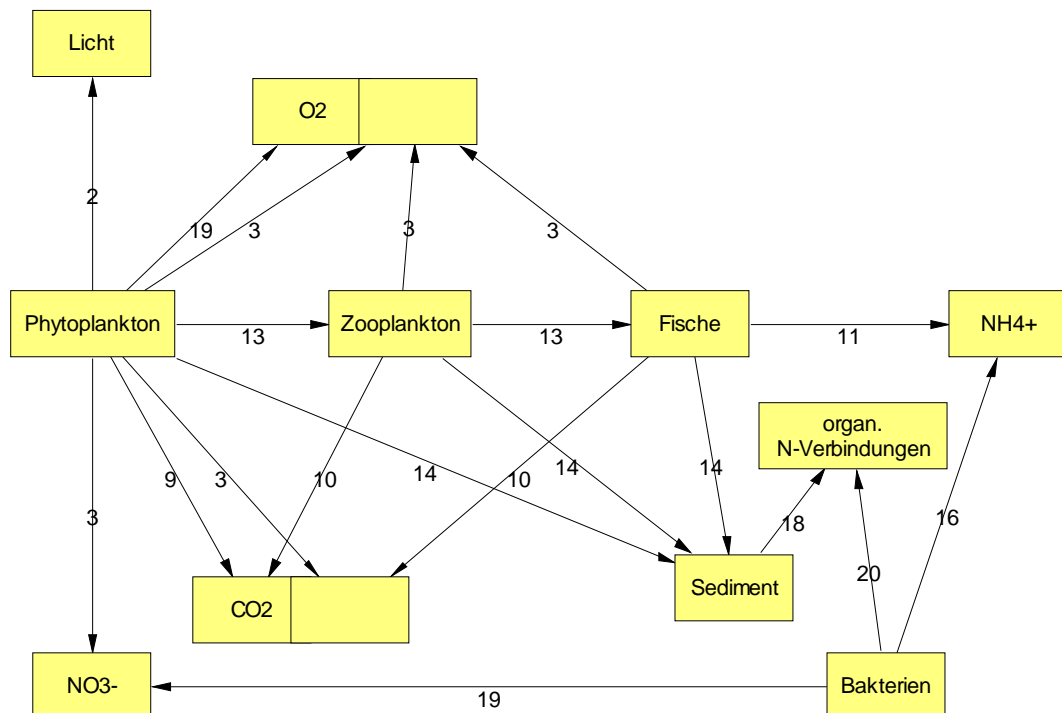 Licht
O2
2
19
3
3
3
Phytoplankton
13
Zooplankton
13
Fische
11
NH4+
organ.
N-Verbindungen
14
14
14
9
3
10
10
3
18
16
20
CO2
Sediment
NO3-
19
Bakterien